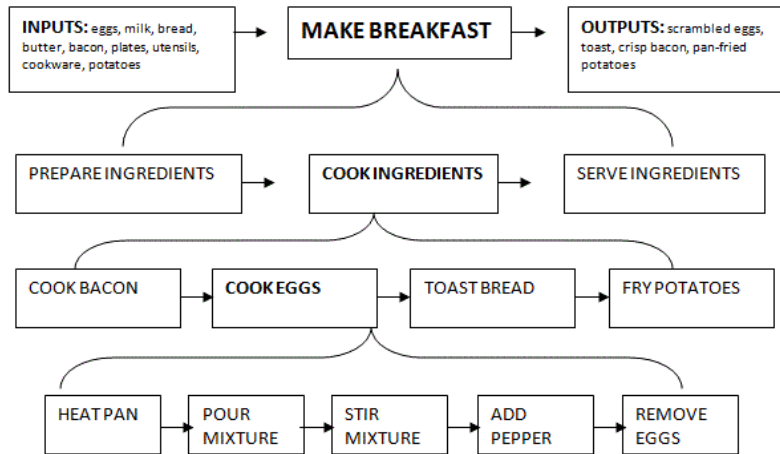 INPUTS: eggs, milk, bread,
butter, bacon, plates, utensils,
cookware, potatoes
MAKE BREAKFAST
OUTPUTS: scrambled eggs,
toast, crisp bacon, pan-fried
potatoes
PREPARE INGREDIENTS
COOK INGREDIENTS
SERVE INGREDIENTS
COOK BACON
COOK EGGS
TOAST BREAD
FRY POTATOES
HEAT PAN
POUR
MIXTURE
STIR
MIXTURE
ADD
PEPPER
REMOVE
EGGS